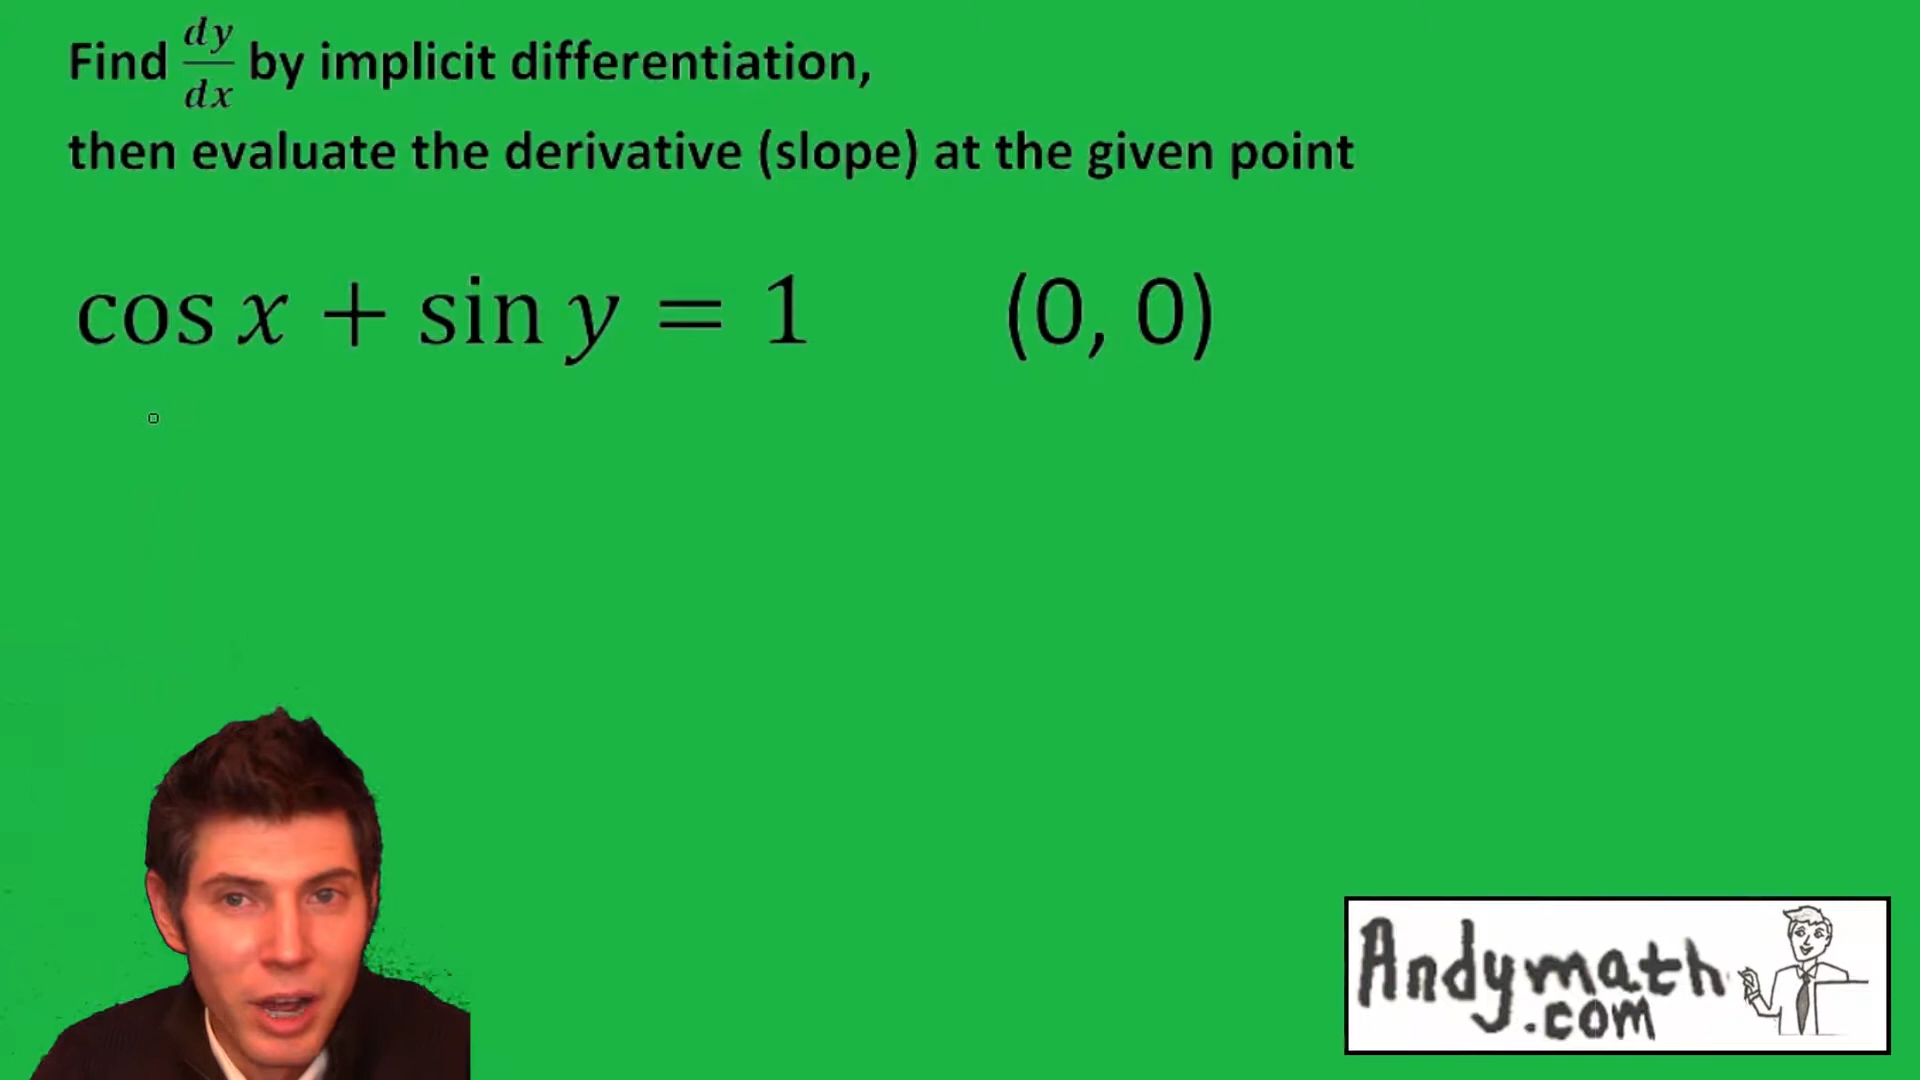 Find dy/dx by implicit differentiation,
then evaluate the derivative (slope) at the given point
cos x + sin y = 1 (0, 0)
Andymath
.com